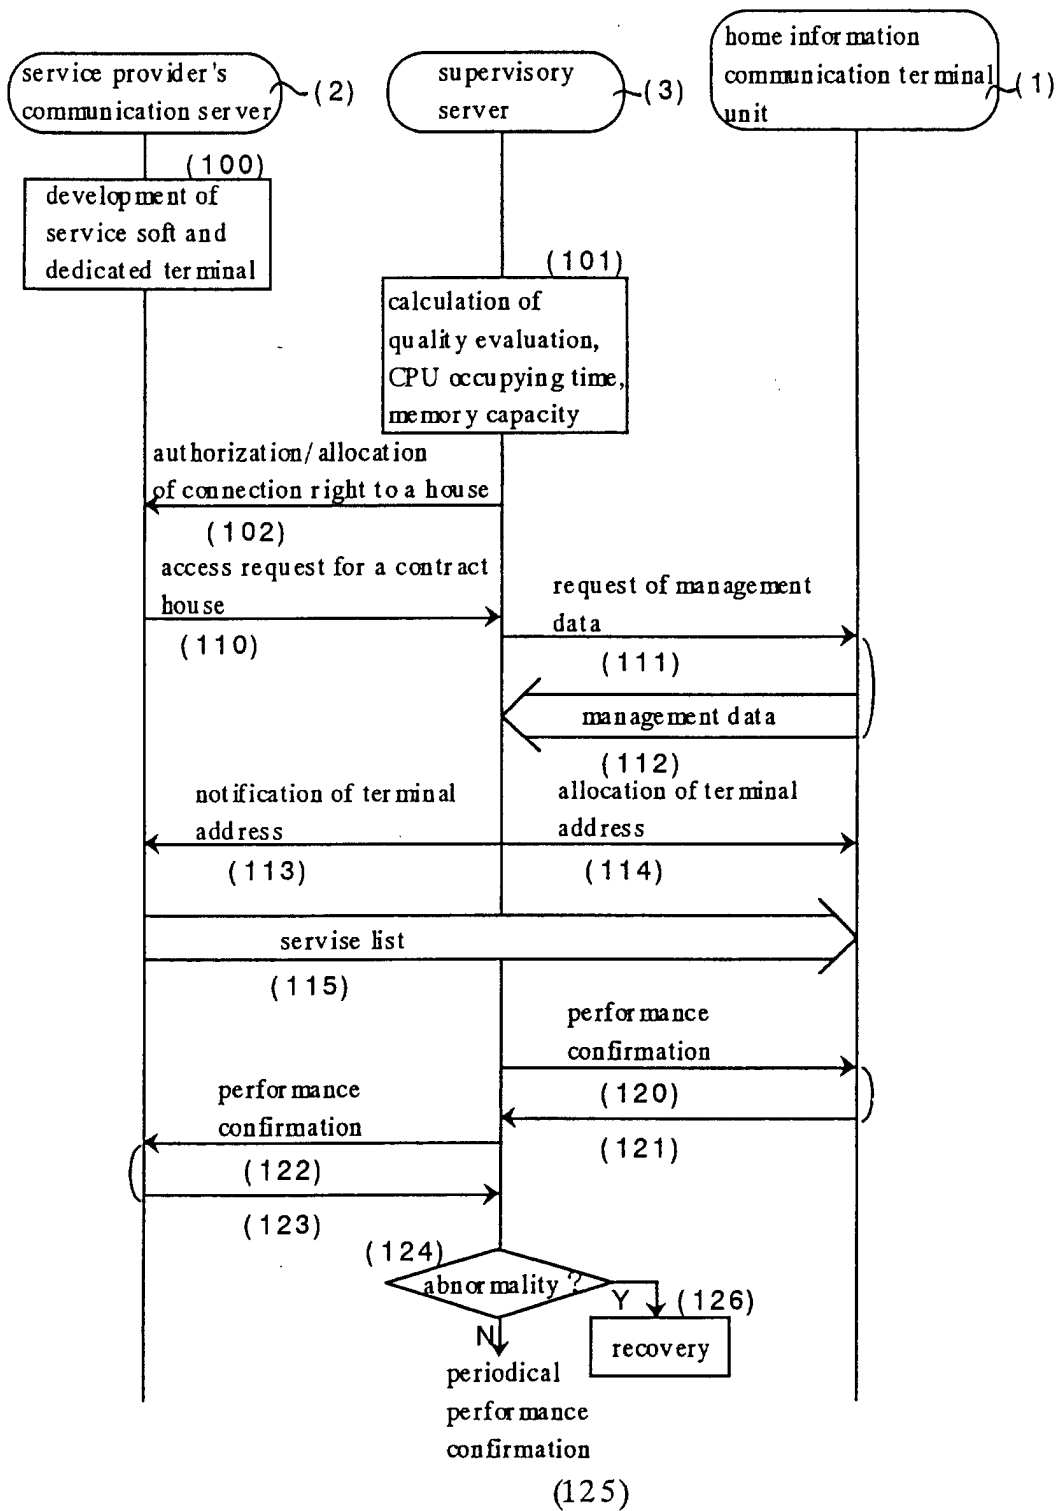 service provider's
communication server
(2)
supervisory
server
(3)
home information
communication terminal
unit
(1)
(100)
development of
service soft and
dedicated terminal
(101)
calculation of
quality evaluation,
CPU occupying time,
memory capacity
authorization/allocation
of connection right to a house
(102)
access request for a contract
house
(110)
request of management
data
(111)
management data
(112)
notification of terminal
address
(113)
allocation of terminal
address
(114)
servise list
(115)
performance
confirmation
(120)
(121)
performance
confirmation
(122)
(123)
(124)
abnormality ?
Y
(126)
recovery
N
periodical
performance
confirmation
(125)